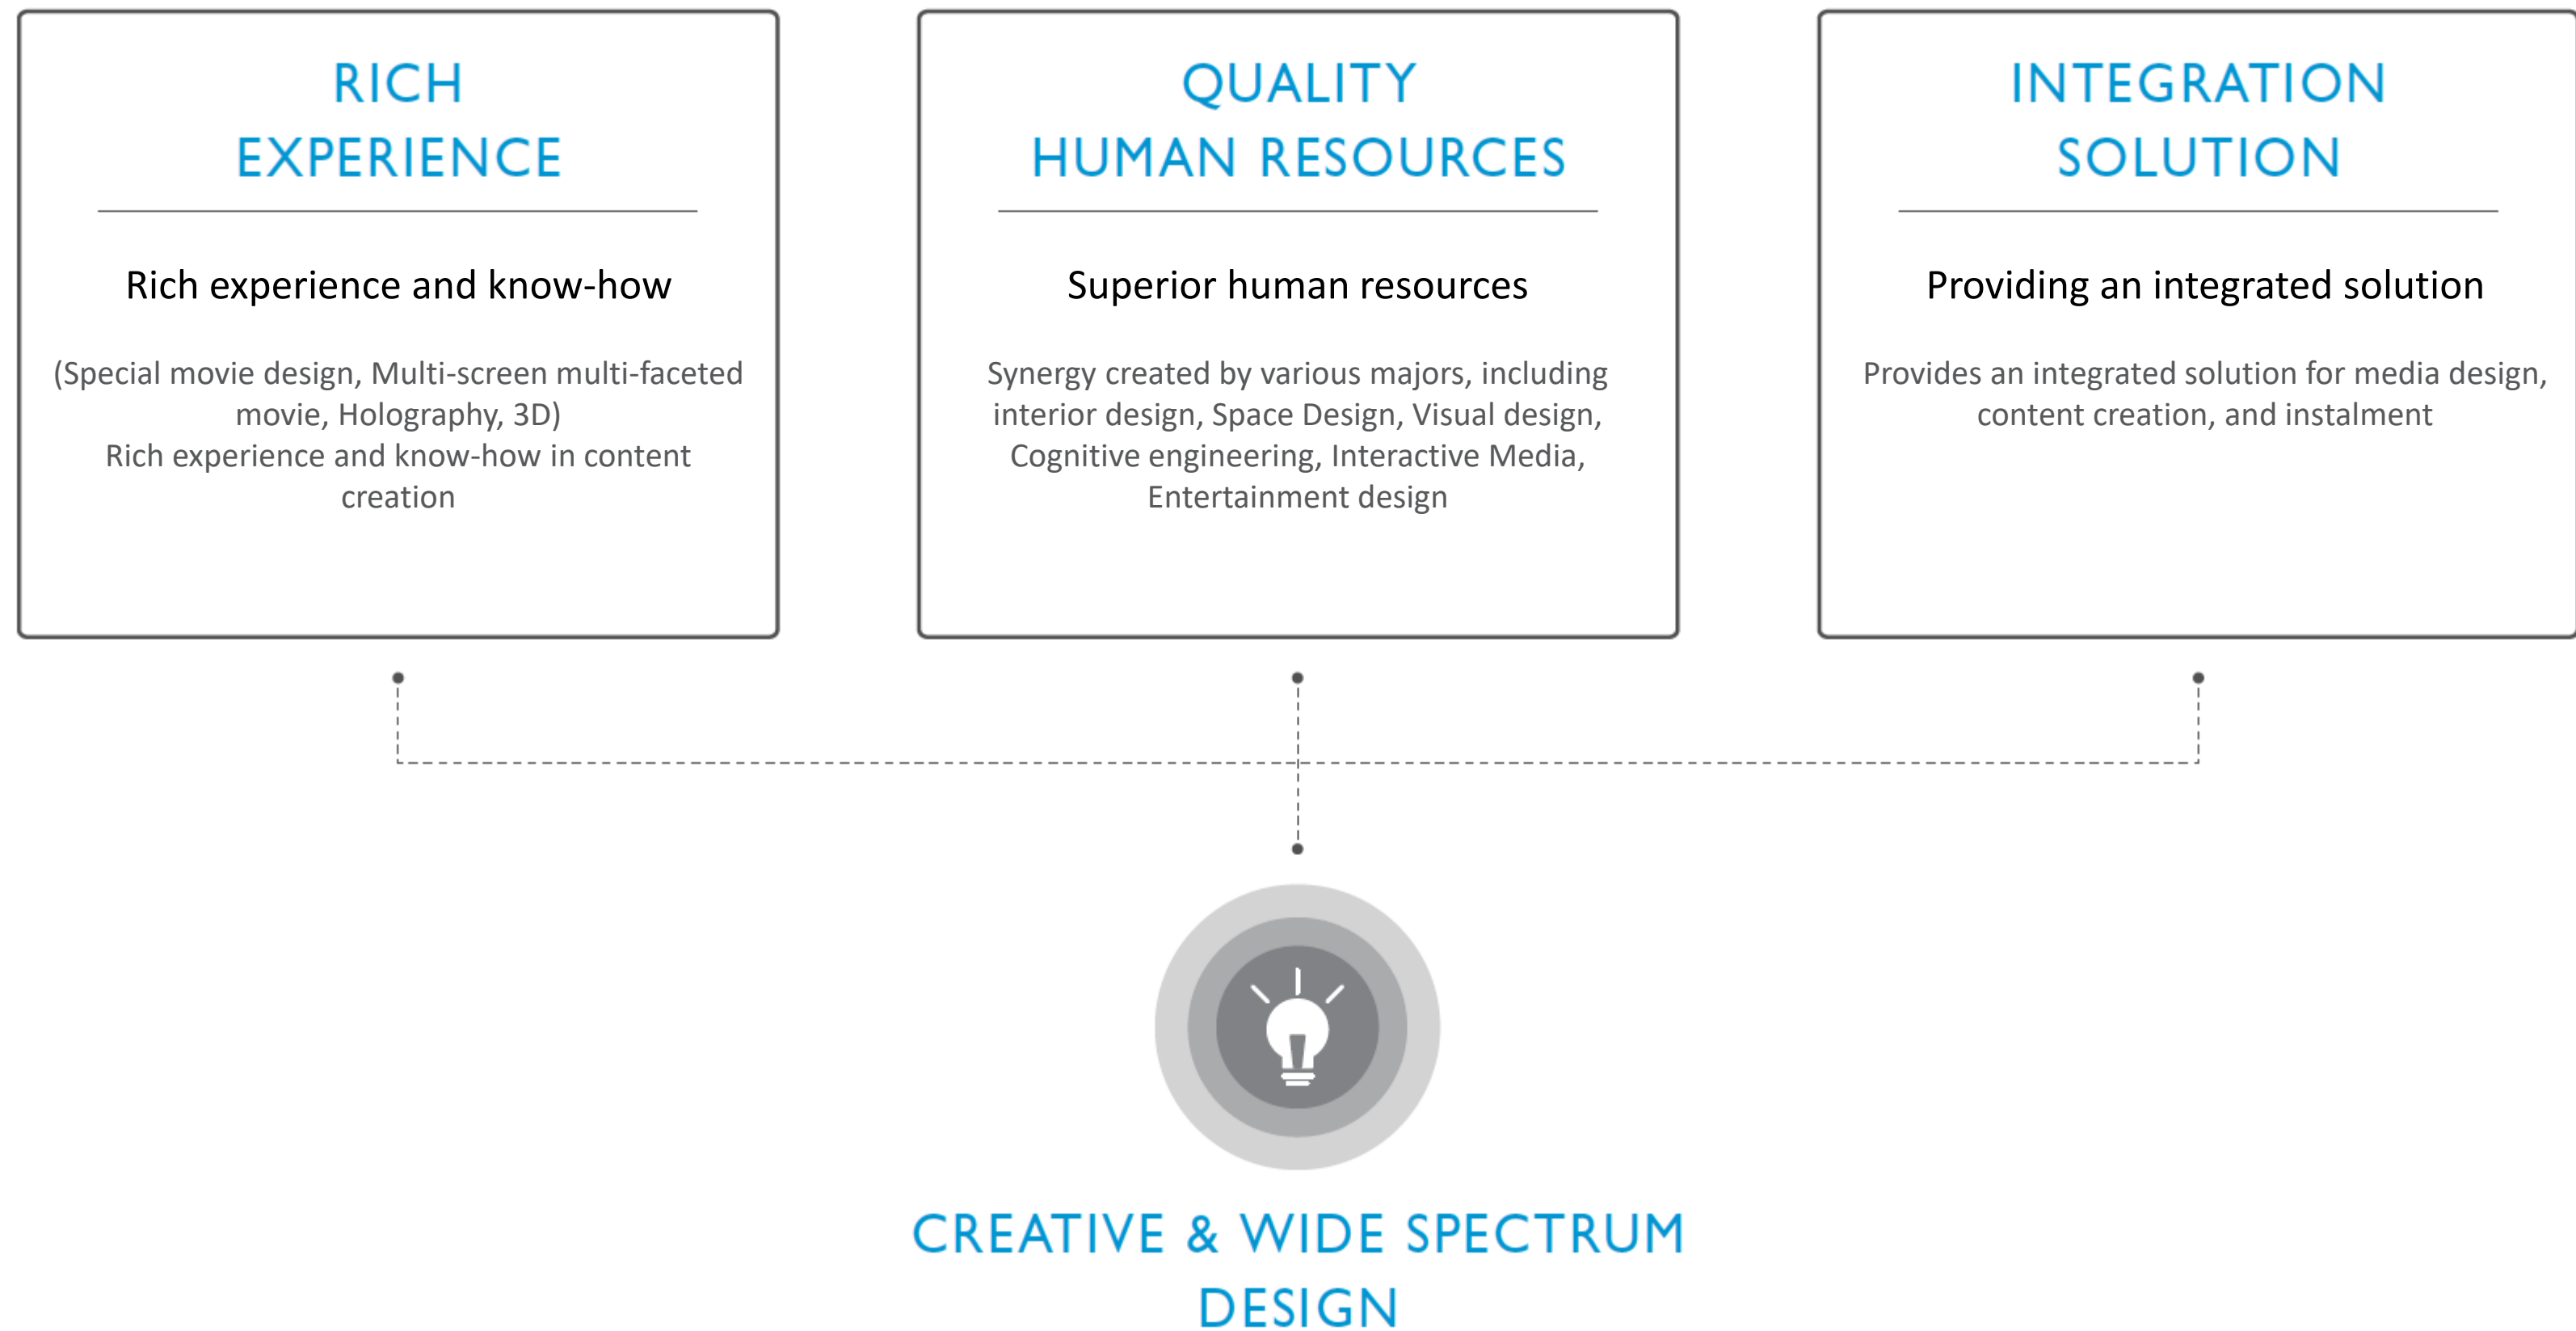 RICH
EXPERIENCE
Rich experience and know-how
(Special movie design, Multi-screen multi-faceted
movie, Holography, 3D)
Rich experience and know-how in content
creation
QUALITY
HUMAN RESOURCES
Superior human resources
Synergy created by various majors, including
interior design, Space Design, Visual design,
Cognitive engineering, Interactive Media,
Entertainment design
INTEGRATION
SOLUTION
Providing an integrated solution
Provides an integrated solution for media design,
content creation, and instalment
CREATIVE & WIDE SPECTRUM
DESIGN